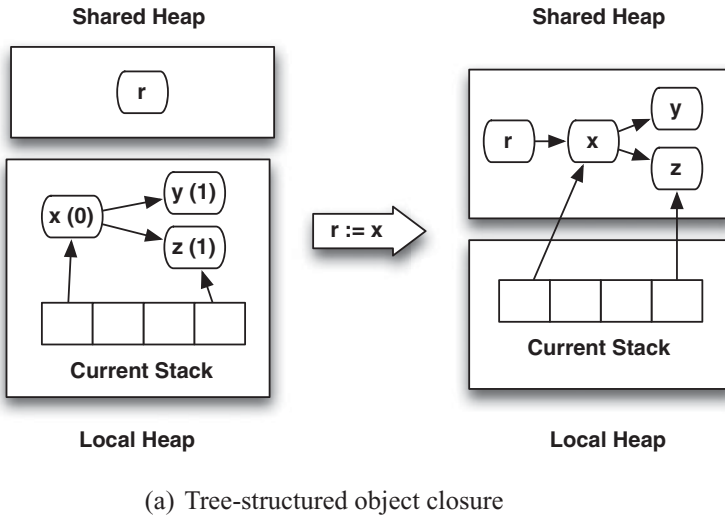 Shared Heap
r
x (0)
y (1)
z (1)
Current Stack
Local Heap
r := x
Shared Heap
r
x
y
z
Current Stack
Local Heap
(a) Tree-structured object closure